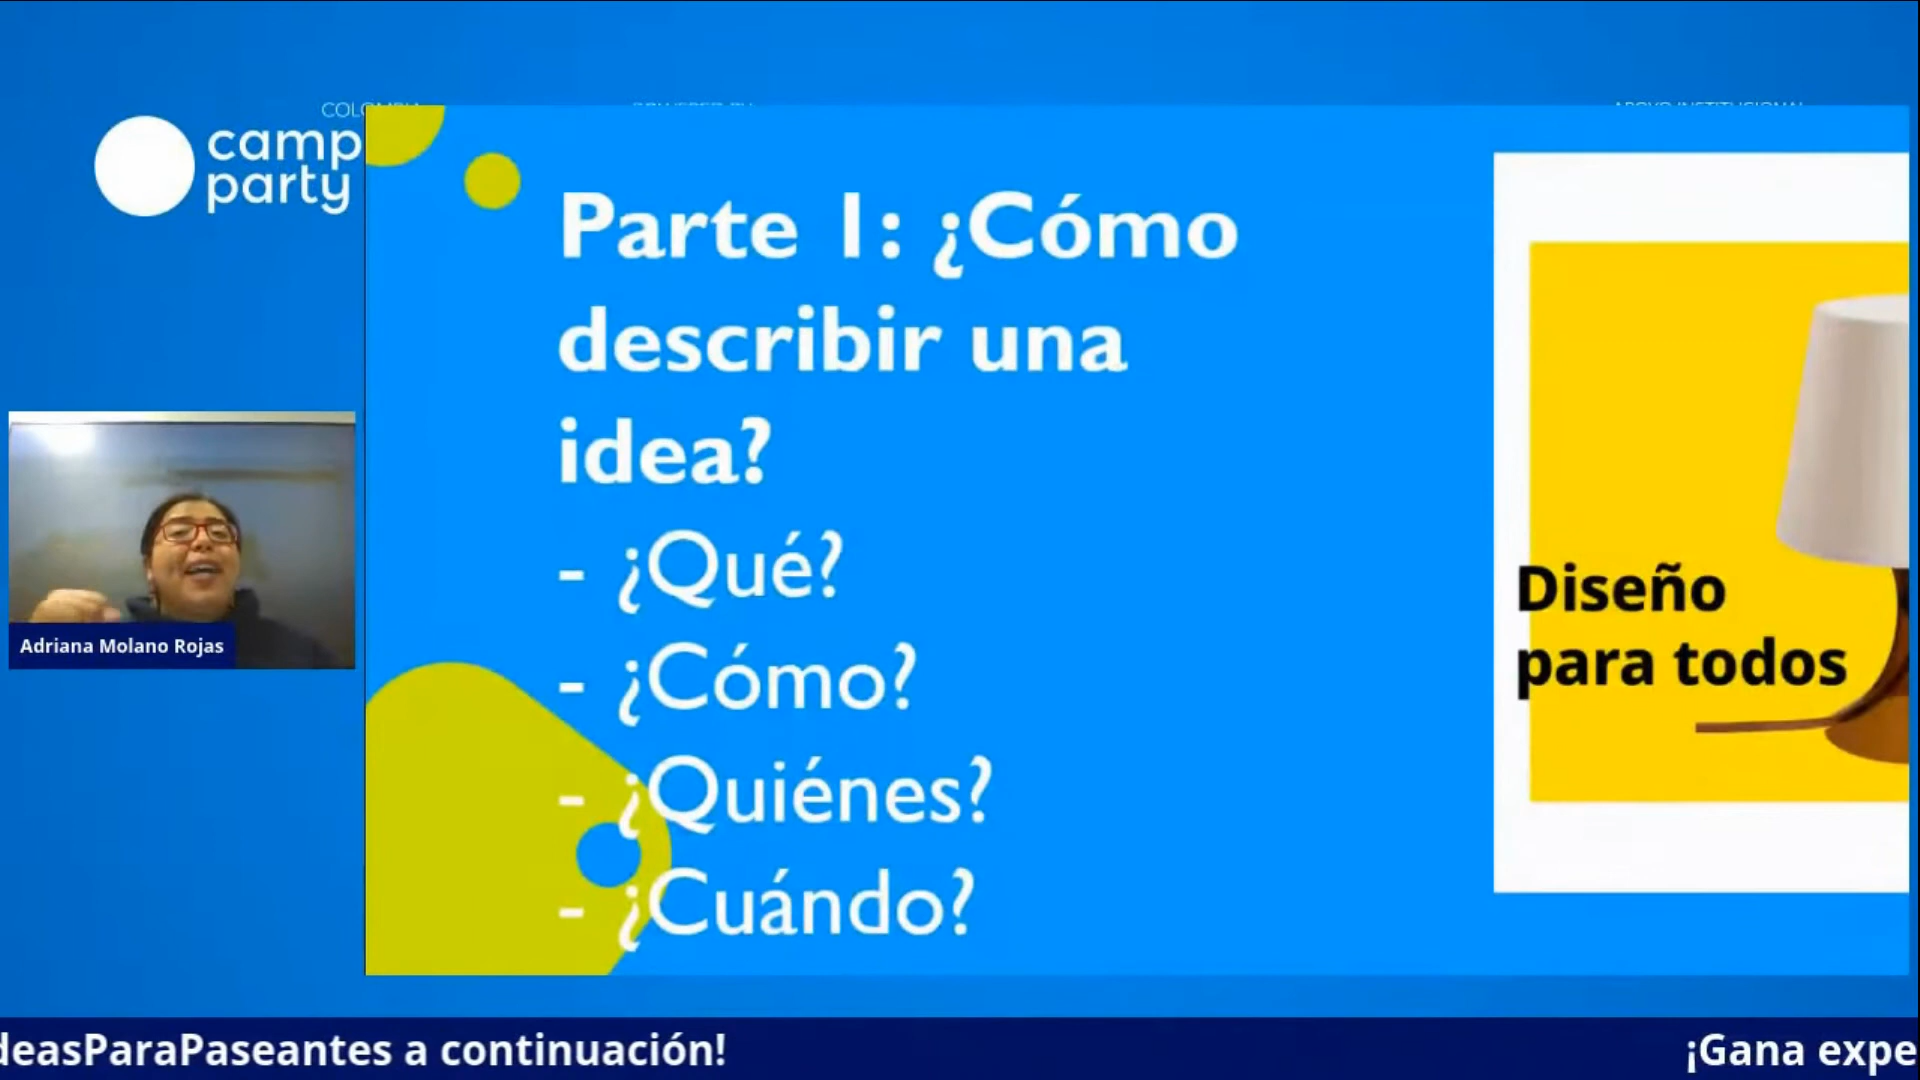 camp
party
Parte 1: ¿Cómo
describir una
idea?
- ¿Qué?
- ¿Cómo?
- ¿Quiénes?
- ¿Cuándo?
Diseño
para todos
Adriana Molano Rojas
deasParaPaseantes a continuación!
¡Gana expe